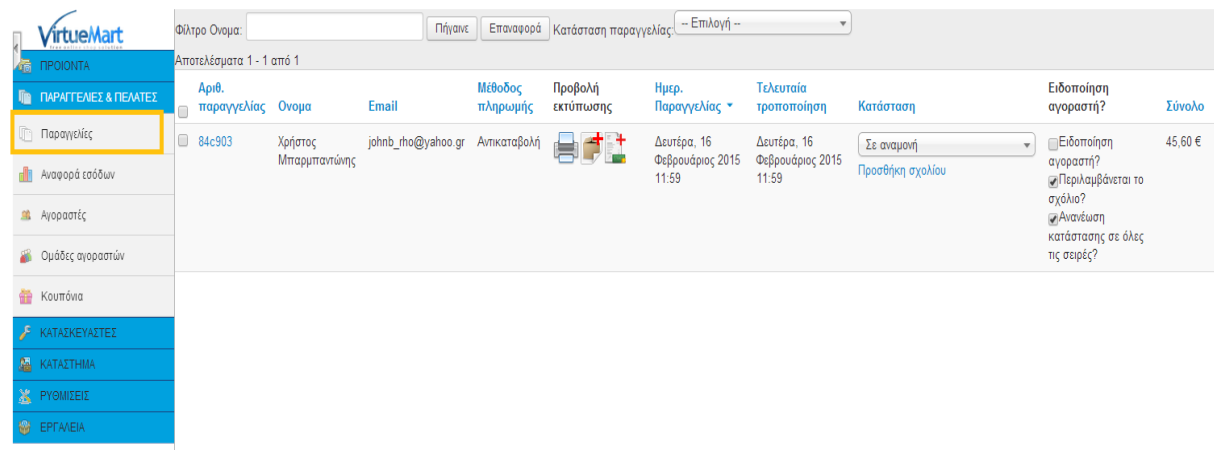 VirtueMart
free online shop solution
ΠΡΟΙΟΝΤΑ
ΠΑΡΑΓΓΕΛΙΕΣ & ΠΕΛΑΤΕΣ
Παραγγελίες
Αναφορά εσόδων
Αγοραστές
Ομάδες αγοραστών
Κουπόνια
ΚΑΤΑΣΚΕΥΑΣΤΕΣ
ΚΑΤΑΣΤΗΜΑ
ΡΥΘΜΙΣΕΙΣ
ΕΡΓΑΛΕΙΑ
Φίλτρο Ονομα: Πήγαινε Επαναφορά Κατάσταση παραγγελίας: -- Επιλογή --
Αποτελέσματα 1 - 1 από 1
Αριθ. παραγγελίας
Ονομα
Email
Μέθοδος πληρωμής
Προβολή εκτύπωσης
Ημερ. Παραγγελίας
Τελευταία τροποποίηση
Κατάσταση
Ειδοποίηση αγοραστή?
Σύνολο
84c903
Χρήστος
Μπαρμπαντώνης
johnb_rho@yahoo.gr
Αντικαταβολή
Δευτέρα, 16
Φεβρουάριος 2015
11:59
Δευτέρα, 16
Φεβρουάριος 2015
11:59
Σε αναμονή
Προσθήκη σχολίου
Ειδοποίηση
αγοραστή?
Περιλαμβάνεται το
σχόλιο?
Ανανέωση
κατάστασης σε όλες
τις σειρές?
45,60 €